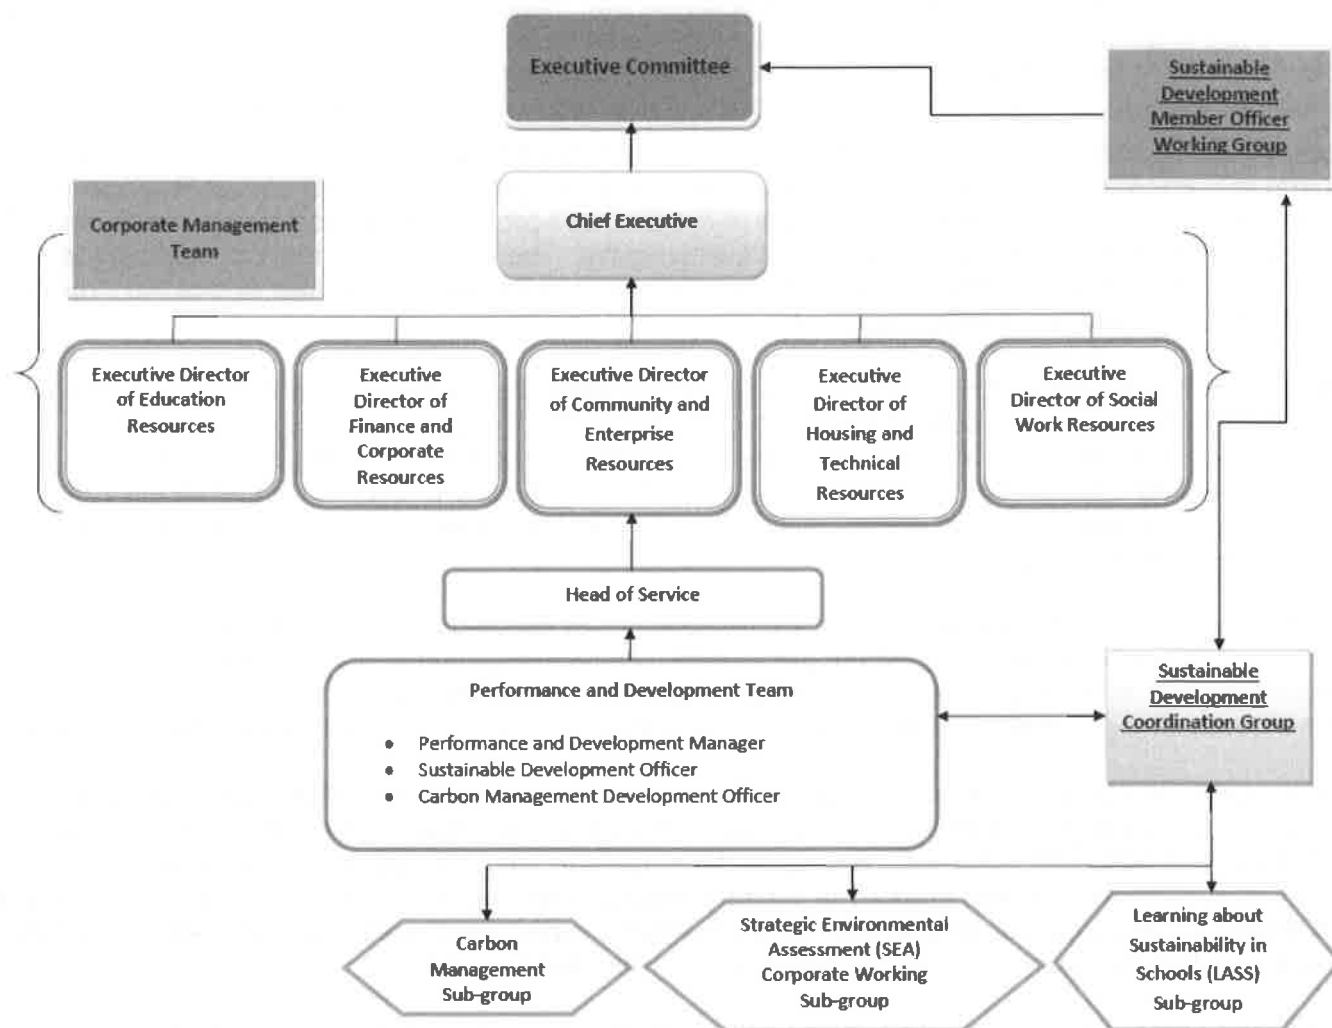 Executive Committee
Sustainable
Development
Member Officer
Working Group
Corporate Management
Team
Chief Executive
Executive Director
of Education
Resources
Executive
Director of
Finance and
Corporate
Resources
Executive Director
of Community and
Enterprise
Resources
Executive
Director of
Housing and
Technical
Resources
Executive
Director of Social
Work Resources
Head of Service
Performance and Development Team
• Performance and Development Manager
• Sustainable Development Officer
• Carbon Management Development Officer
Sustainable
Development
Coordination Group
Carbon
Management
Sub-group
Strategic Environmental
Assessment (SEA)
Corporate Working
Sub-group
Learning about
Sustainability in
Schools (LASS)
Sub-group